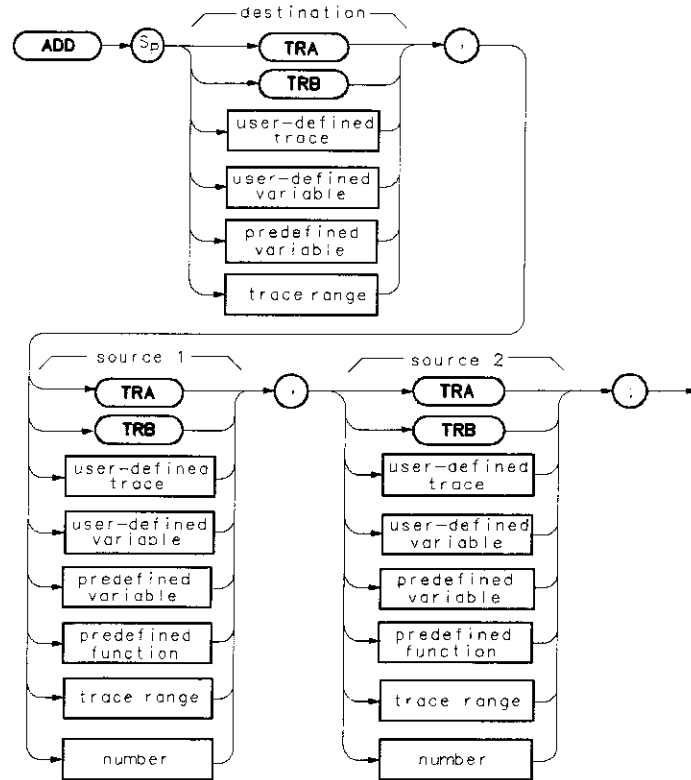 destination
ADD
Sp
TRA
,
TRB
user-defined
trace
user-defined
variable
predefined
variable
trace range
source 1
TRA
,
TRB
user-defined
trace
user-defined
variable
predefined
variable
predefined
function
trace range
number
source 2
TRA
;
TRB
user-defined
trace
user-defined
variable
predefined
variable
predefined
function
trace range
number